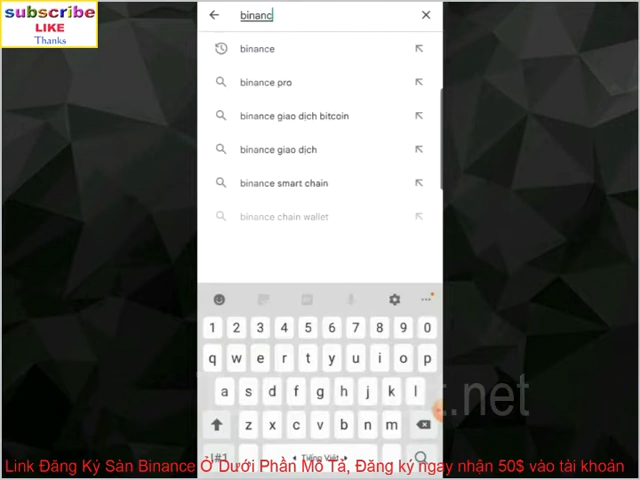 subscribe
LIKE
Thanks
binanc
binance
binance pro
binance giao dịch bitcoin
binance giao dịch
binance smart chain
binance chain wallet
1 2 3 4 5 6 7 8 9 0
q w e r t y u i o p
a s d f g h j k l
z x c v b n m
t.net
!#1 Tiếng Việt
Link Đăng Ký Sàn Binance Ở Dưới Phần Mô Tả, Đăng ký ngay nhận 50$ vào tài khoản